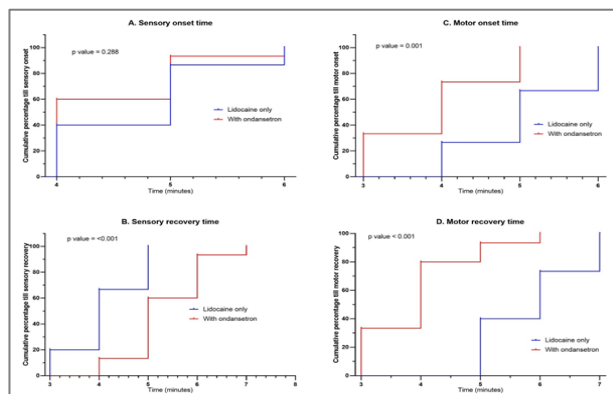 A. Sensory onset time
p value = 0.288
Cumulative percentage till sensory onset
100
80
60
40
20
0
Lidocaine only
With ondansetron
4
5
6
Time (minutes)
C. Motor onset time
p value = 0.001
Cumulative percentage till motor onset
100
80
60
40
20
0
Lidocaine only
With ondansetron
3
4
5
6
Time (minutes)
B. Sensory recovery time
p value = <0.001
Cumulative percentage till sensory recovery
100
80
60
40
20
0
Lidocaine only
With ondansetron
3
4
5
6
7
8
Time (minutes)
D. Motor recovery time
p value < 0.001
Cumulative percentage till motor recovery
100
80
60
40
20
0
Lidocaine only
With ondansetron
3
4
5
6
7
Time (minutes)